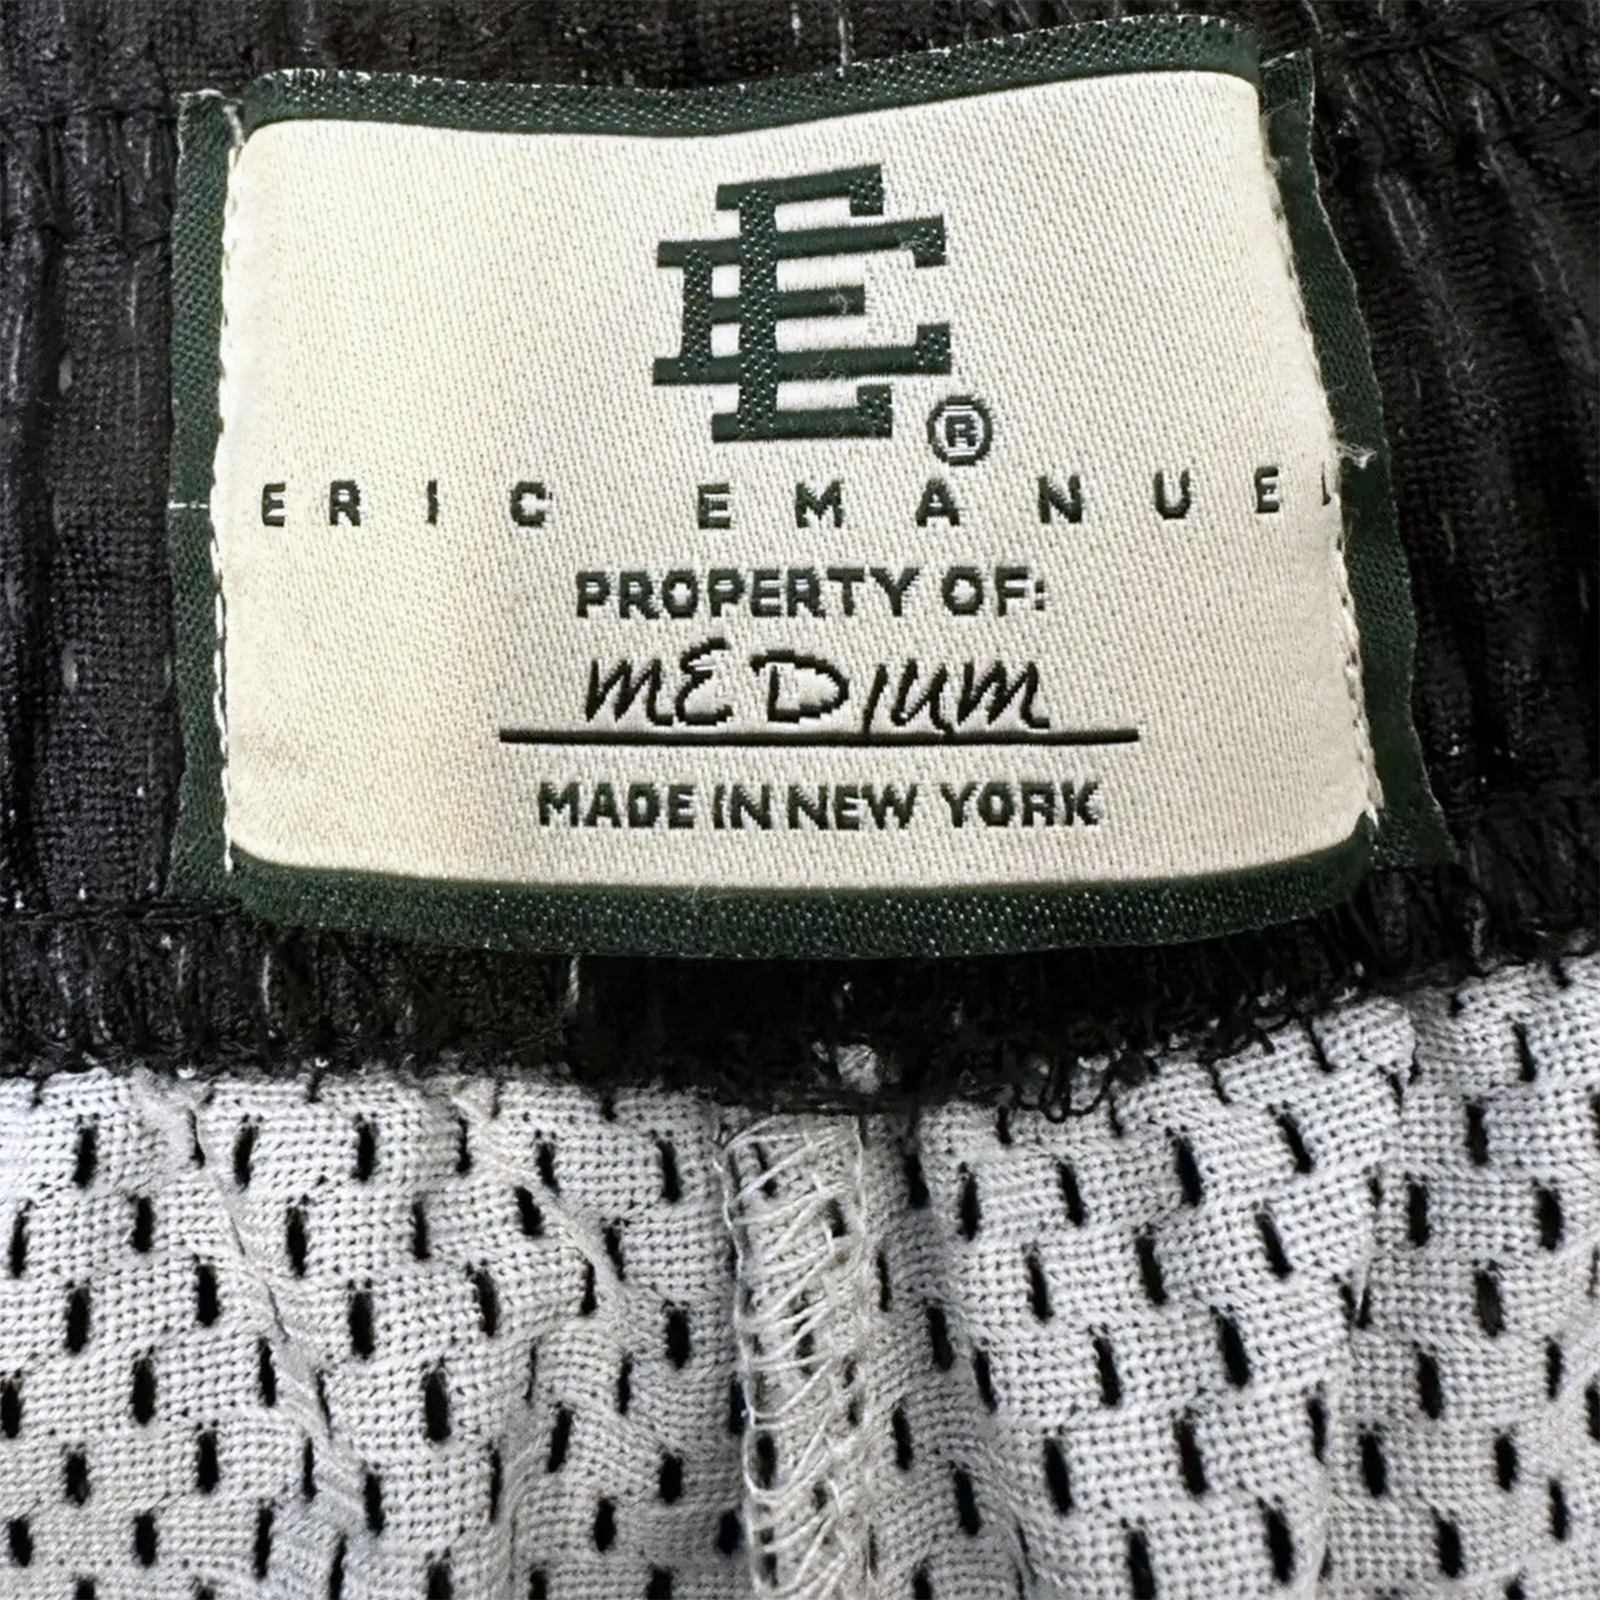 EE®
ERIC EMANUEL
PROPERTY OF:
MEDIUM
MADE IN NEW YORK